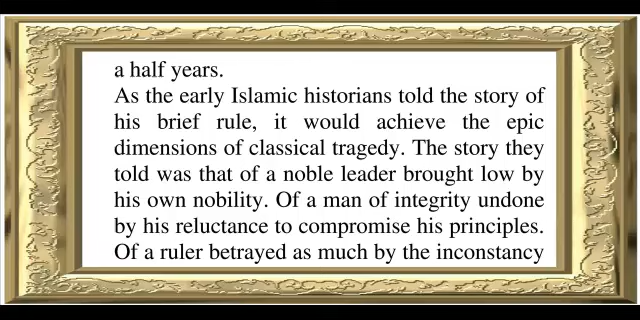 a half years.
As the early Islamic historians told the story of
his brief rule, it would achieve the epic
dimensions of classical tragedy. The story they
told was that of a noble leader brought low by
his own nobility. Of a man of integrity undone
by his reluctance to compromise his principles.
Of a ruler betrayed as much by the inconstancy